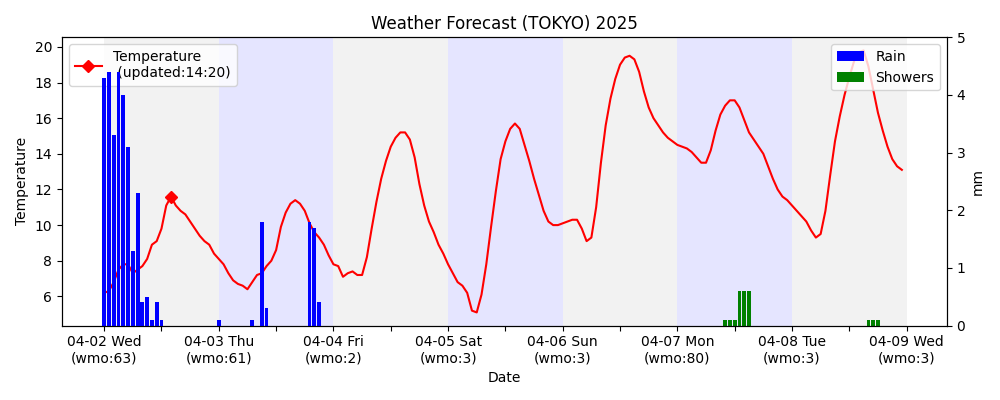 Weather Forecast (TOKYO) 2025
Temperature
(updated:14:20)
Rain
Showers
20
18
16
14
12
10
8
6
Temperature
5
4
3
2
1
0
mm
04-02 Wed
(wmo:63)
04-03 Thu
(wmo:61)
04-04 Fri
(wmo:2)
04-05 Sat
(wmo:3)
04-06 Sun
(wmo:3)
04-07 Mon
(wmo:80)
04-08 Tue
(wmo:3)
04-09 Wed
(wmo:3)
Date